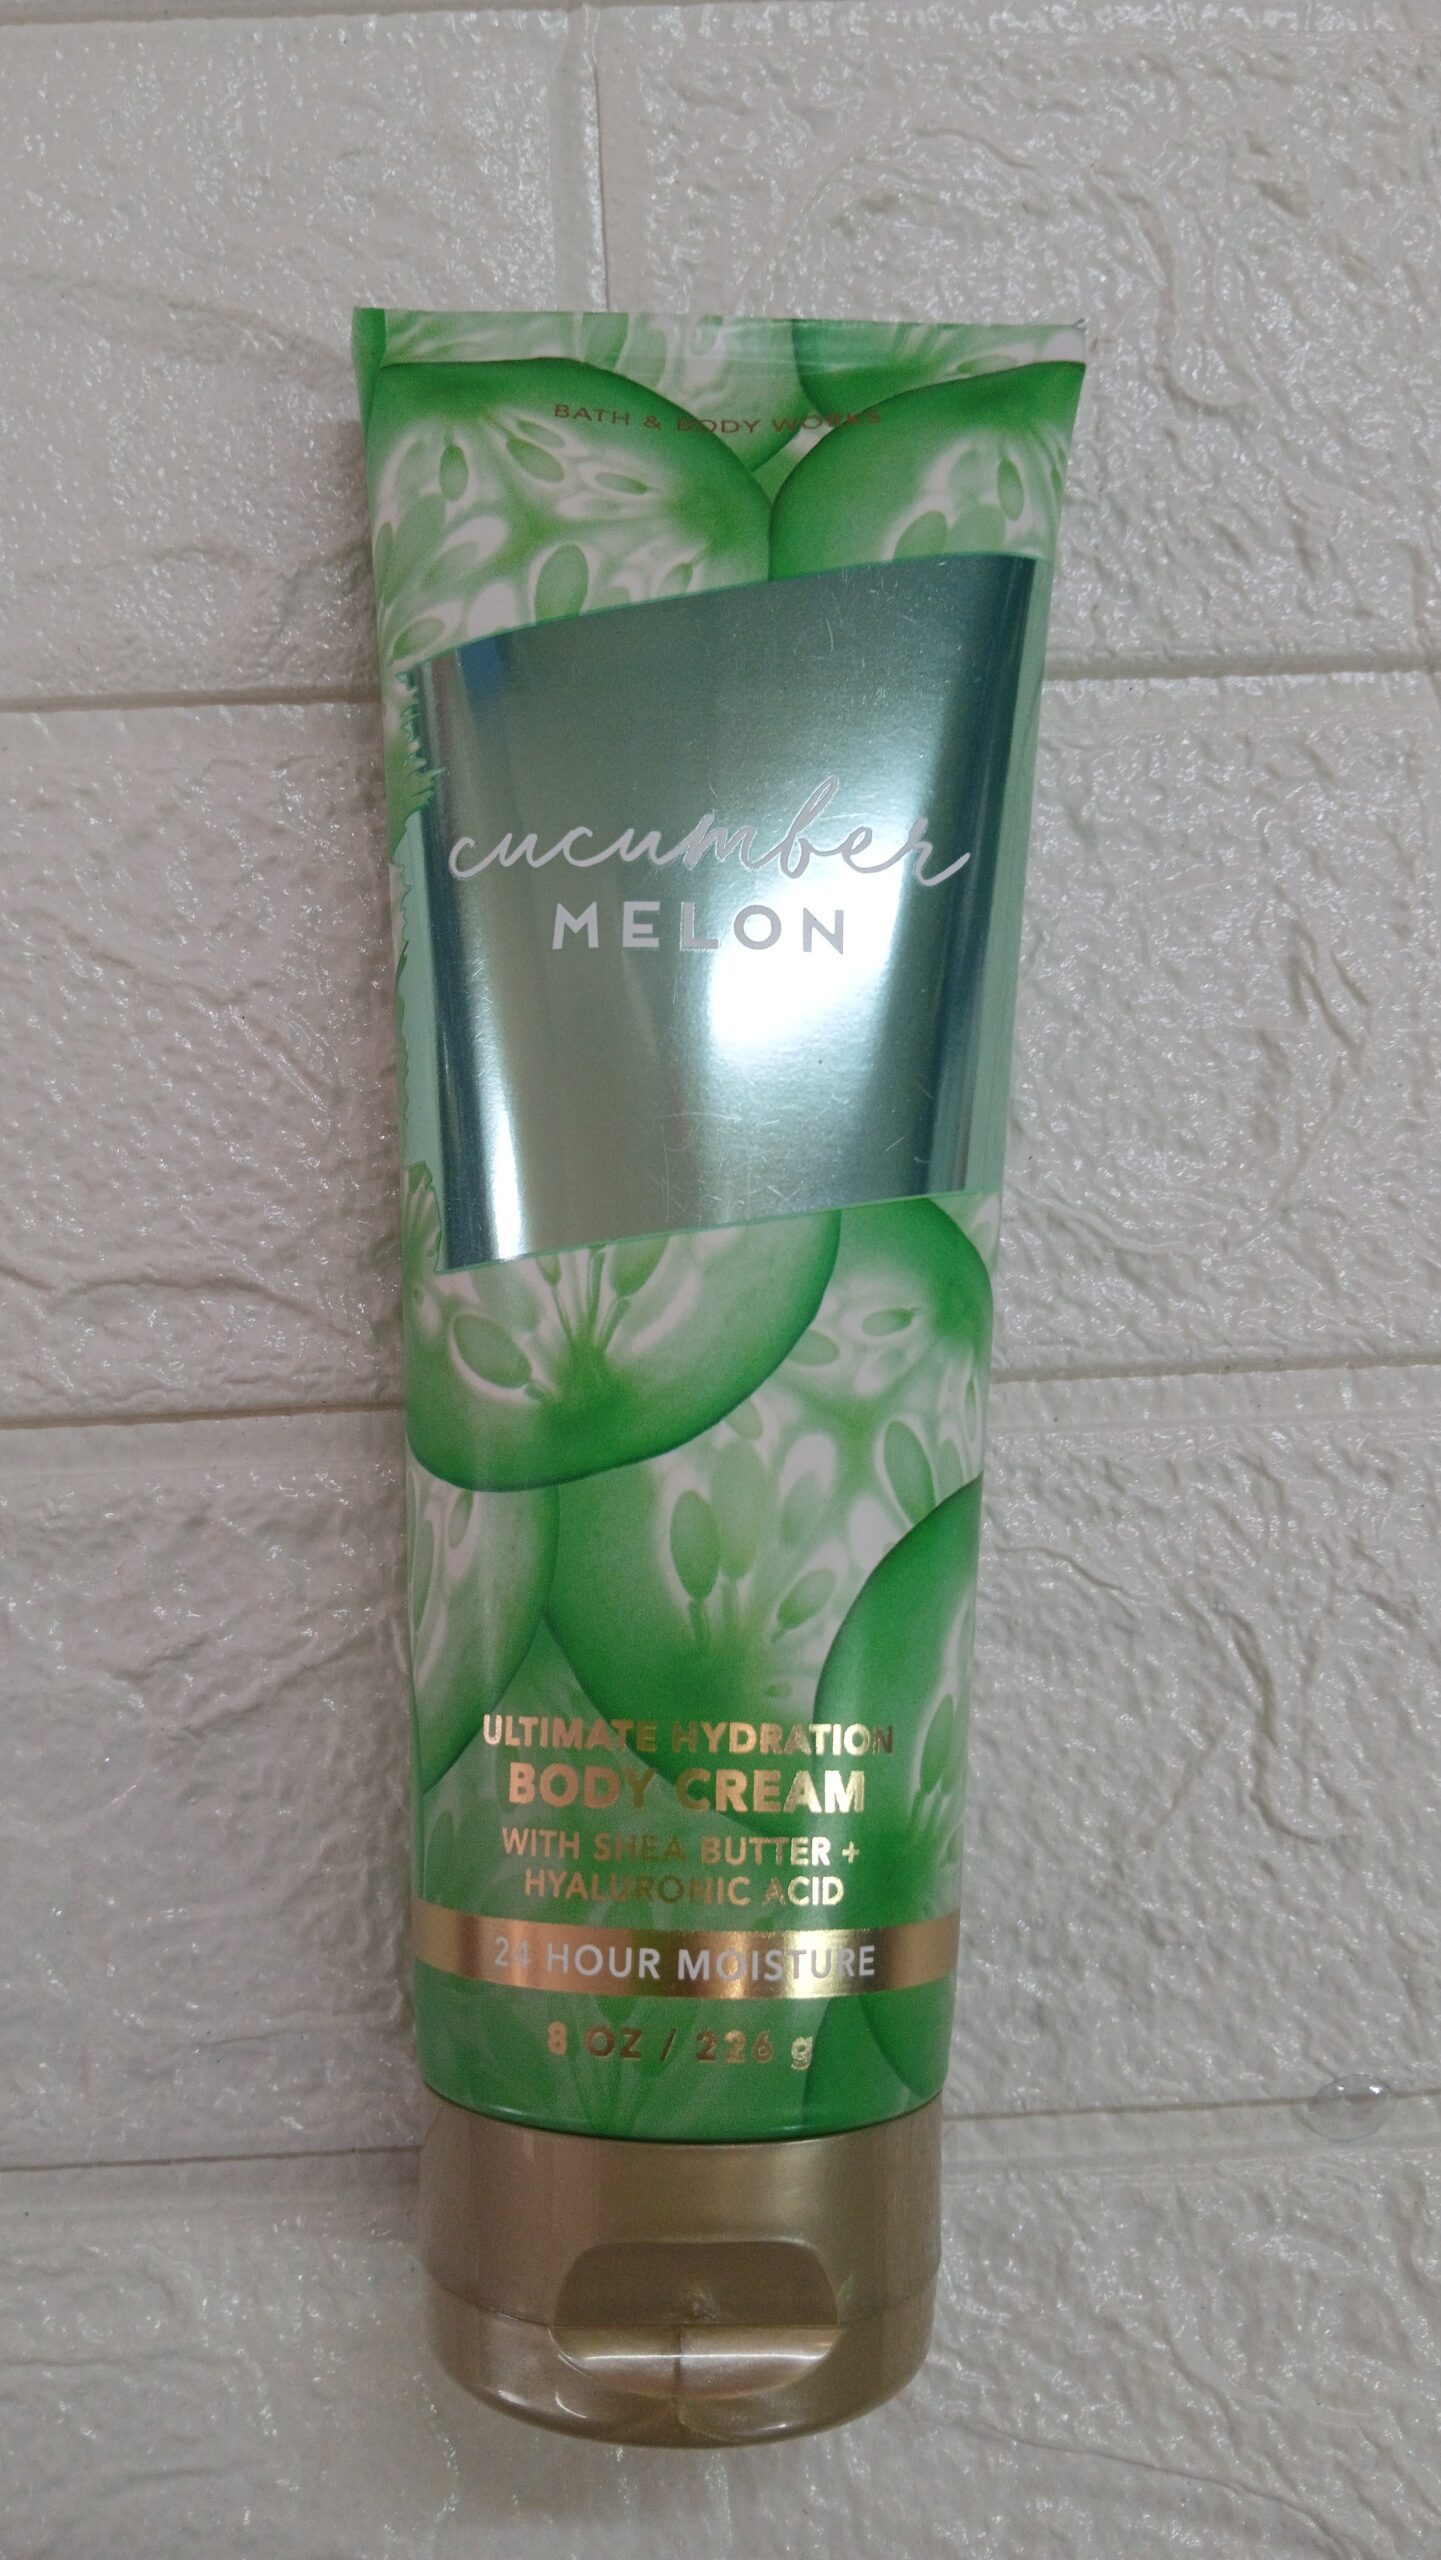 BATH & BODY WORKS
cucumber
MELON
ULTIMATE HYDRATION
BODY CREAM
WITH SHEA BUTTER +
HYALURONIC ACID
24 HOUR MOISTURE
8 OZ / 226 g